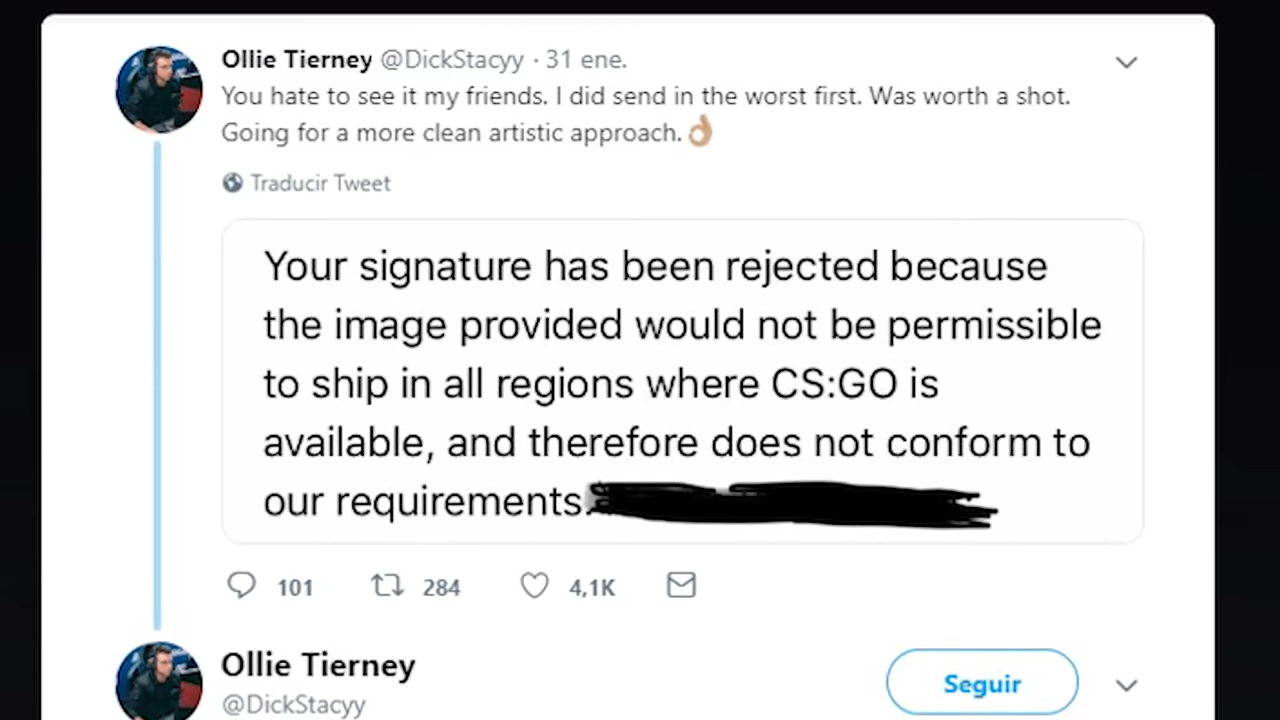 Ollie Tierney @DickStacyy · 31 ene.
You hate to see it my friends. I did send in the worst first. Was worth a shot.
Going for a more clean artistic approach.👌🏼
Traducir Tweet
Your signature has been rejected because
the image provided would not be permissible
to ship in all regions where CS:GO is
available, and therefore does not conform to
our requirements.
101 284 4,1K
Ollie Tierney
Seguir
@DickStacyy